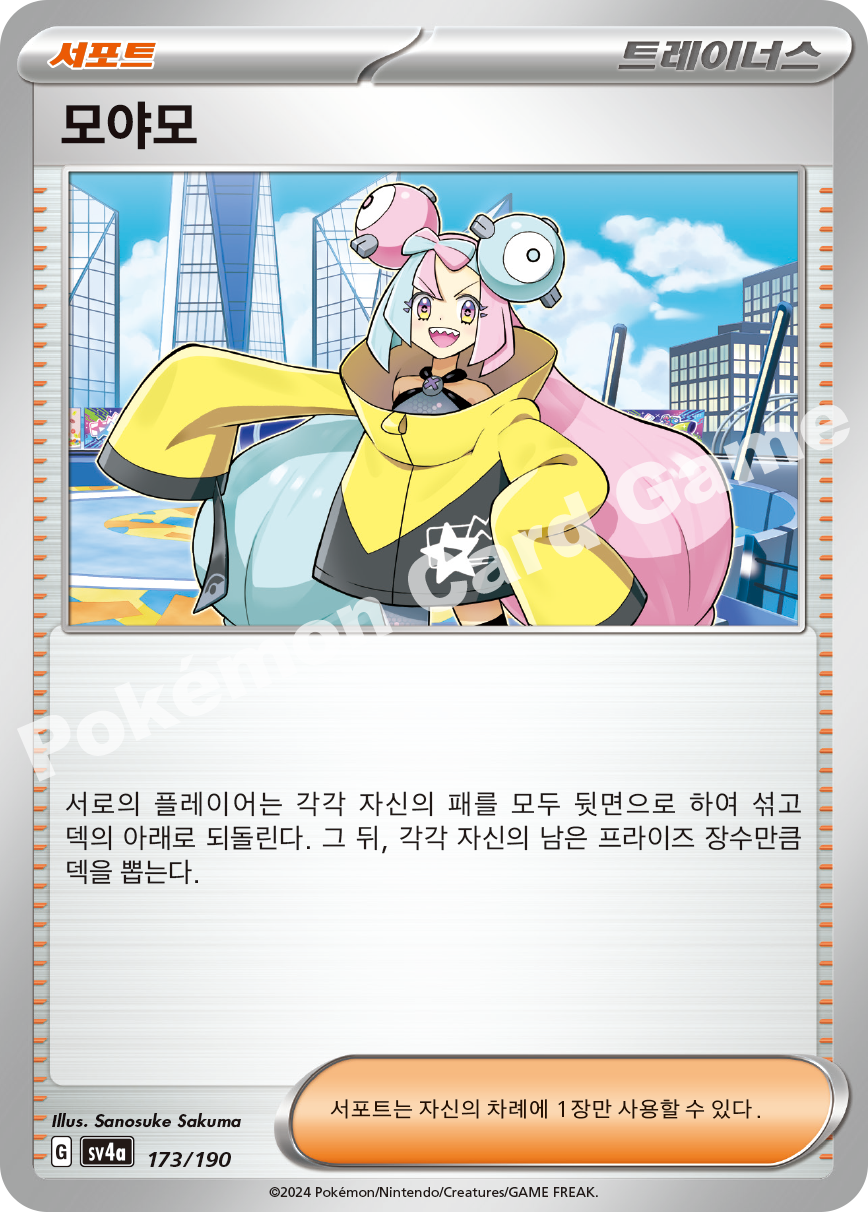 서포트
트레이너스
모야모
Pokémon Card Game
서로의 플레이어는 각각 자신의 패를 모두 뒷면으로 하여 섞고
덱의 아래로 되돌린다. 그 뒤, 각각 자신의 남은 프라이즈 장수만큼
덱을 뽑는다.
서포트는 자신의 차례에 1장만 사용할 수 있다.
Illus. Sanosuke Sakuma
G sv4a 173/190
©2024 Pokémon/Nintendo/Creatures/GAME FREAK.